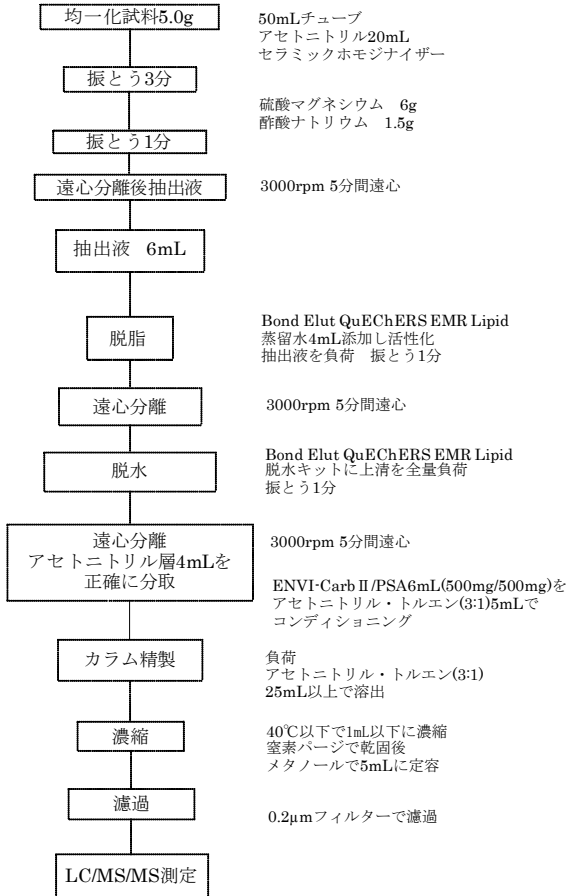 均一化試料5.0g
50mLチューブ
アセトニトリル20mL
セラミックホモジナイザー
振とう3分
硫酸マグネシウム　6g
酢酸ナトリウム　1.5g
振とう1分
遠心分離後抽出液
3000rpm 5分間遠心
抽出液　6mL
脱脂
Bond Elut QuEChERS EMR Lipid
蒸留水4mL添加し活性化
抽出液を負荷　振とう1分
遠心分離
3000rpm 5分間遠心
脱水
Bond Elut QuEChERS EMR Lipid
脱水キットに上清を全量負荷
振とう1分
遠心分離
アセトニトリル層4mLを
正確に分取
3000rpm 5分間遠心
ENVI-CarbⅡ/PSA6mL(500mg/500mg)を
アセトニトリル・トルエン(3:1)5mLで
コンディショニング
カラム精製
負荷
アセトニトリル・トルエン(3:1)
25mL以上で溶出
濃縮
40℃以下で1mL以下に濃縮
窒素パージで乾固後
メタノールで5mLに定容
濾過
0.2μmフィルターで濾過
LC/MS/MS測定